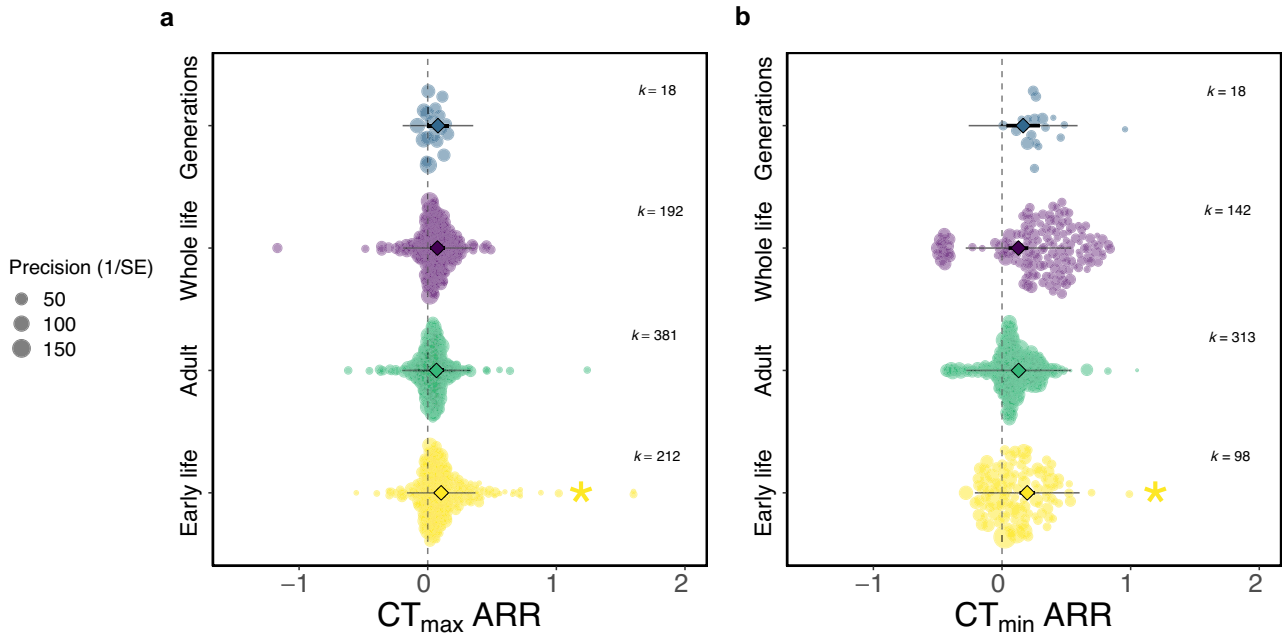 a
b
Precision (1/SE)
50
100
150
Generations
Whole life
Adult
Early life
k = 18
k = 192
k = 381
k = 212
−1
0
1
2
CTmax ARR
Generations
Whole life
Adult
Early life
k = 18
k = 142
k = 313
k = 98
*
*
−1
0
1
2
CTmin ARR